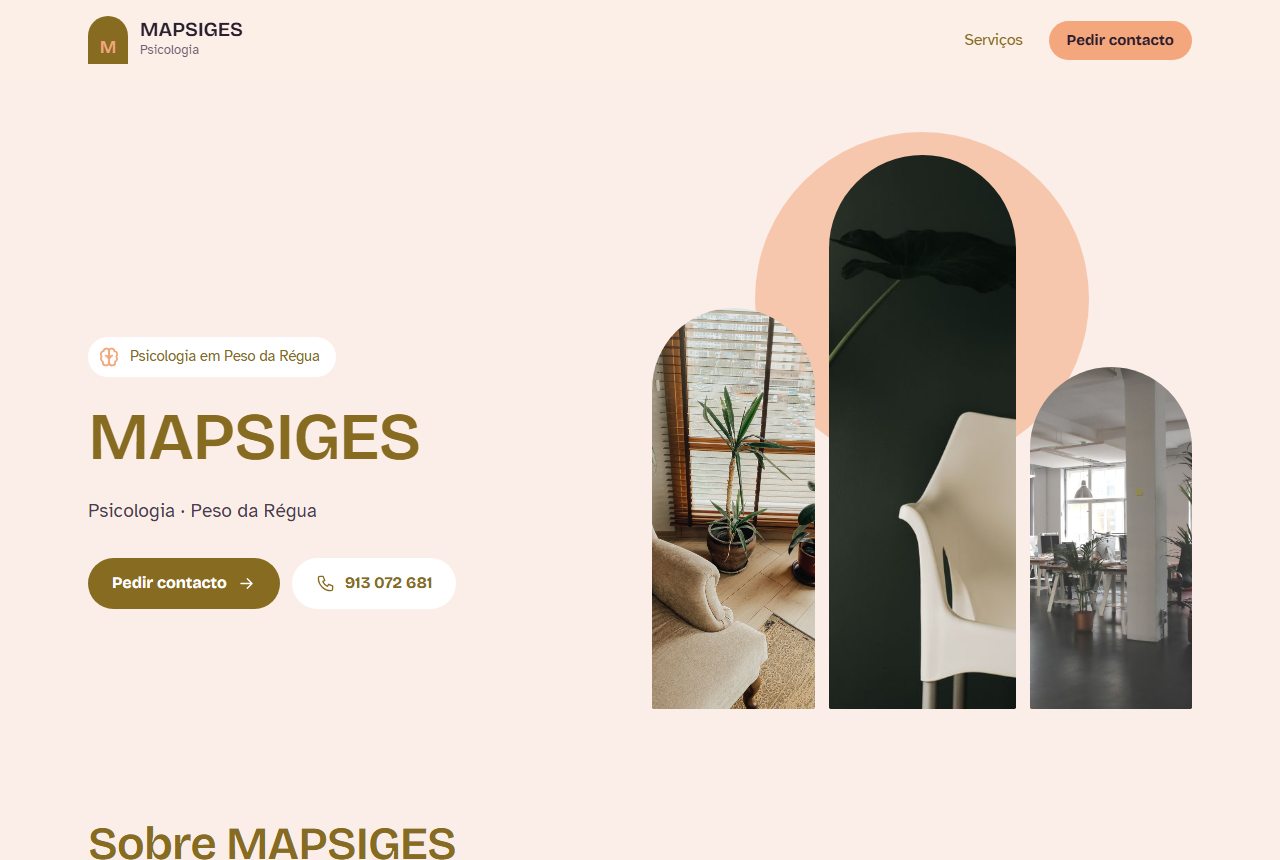 M
MAPSIGES
Psicologia
Serviços
Pedir contacto
Psicologia em Peso da Régua
MAPSIGES
Psicologia · Peso da Régua
Pedir contacto
913 072 681
Sobre MAPSIGES